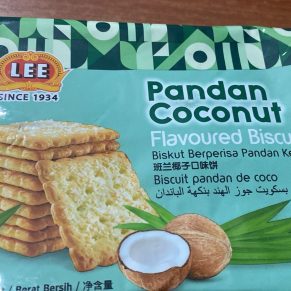 LEE
SINCE 1934
Pandan
Coconut
Flavoured Biscu
Biskut Berperisa Pandan Ke
班兰椰子口味饼
Biscuit pandan de coco
بسكويت جوز الهند بنكهة الباندان
/ Berat Bersih / 净含量